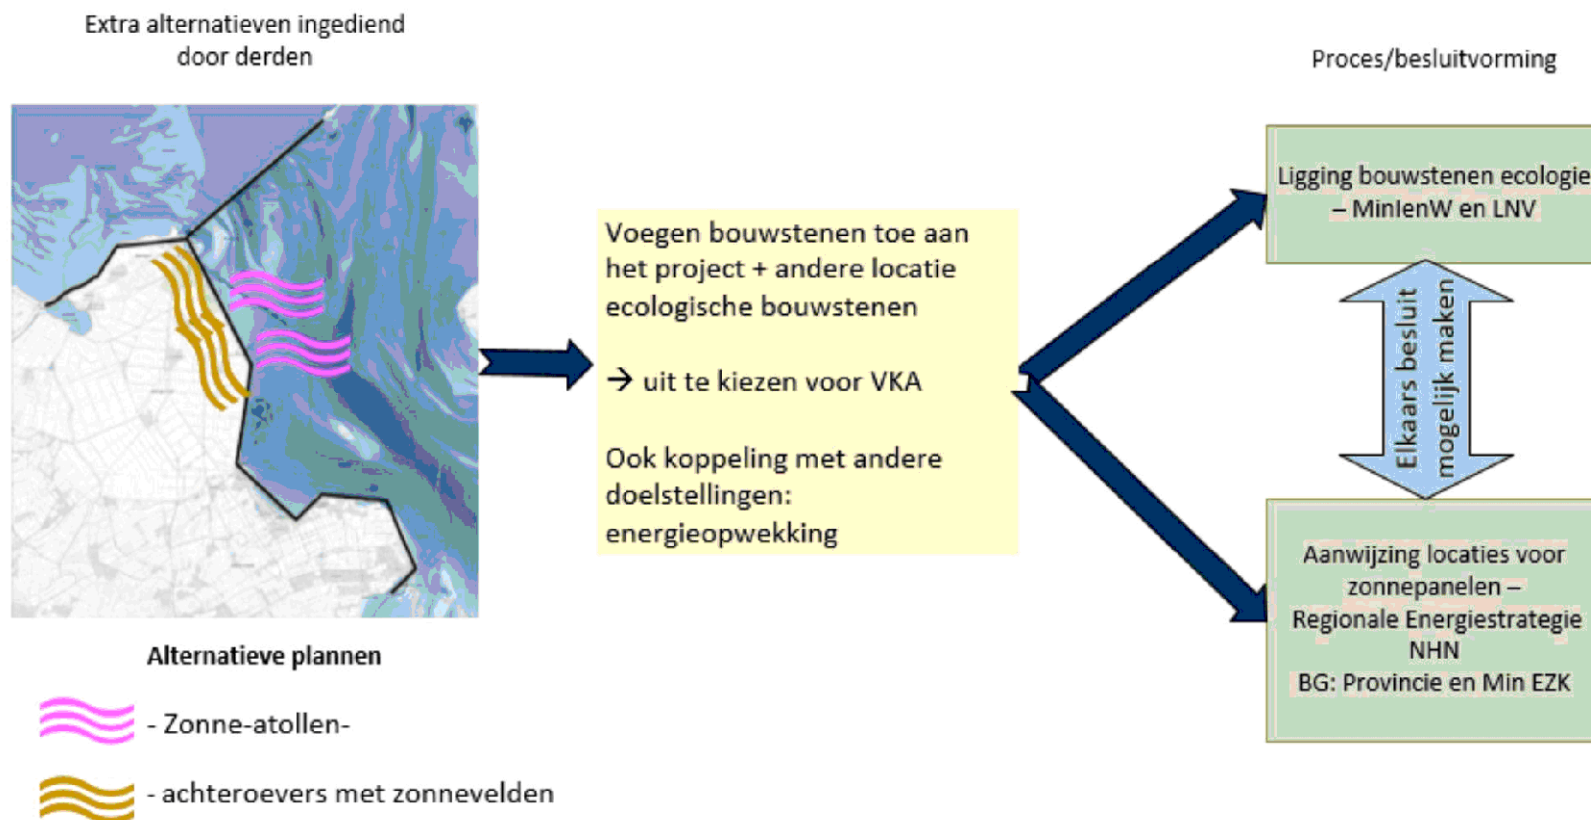 Extra alternatieven ingediend
door derden
Proces/besluitvorming
Voegen bouwstenen toe aan
het project + andere locatie
ecologische bouwstenen
→ uit te kiezen voor VKA
Ook koppeling met andere
doelstellingen:
energieopwekking
Ligging bouwstenen ecologie
– MinIenW en LNV
Elkaars besluit
mogelijk maken
Aanwijzing locaties voor
zonnepanelen –
Regionale Energiestrategie
NHN
BG: Provincie en Min EZK
Alternatieve plannen
- Zonne-atollen-
- achteroevers met zonnevelden